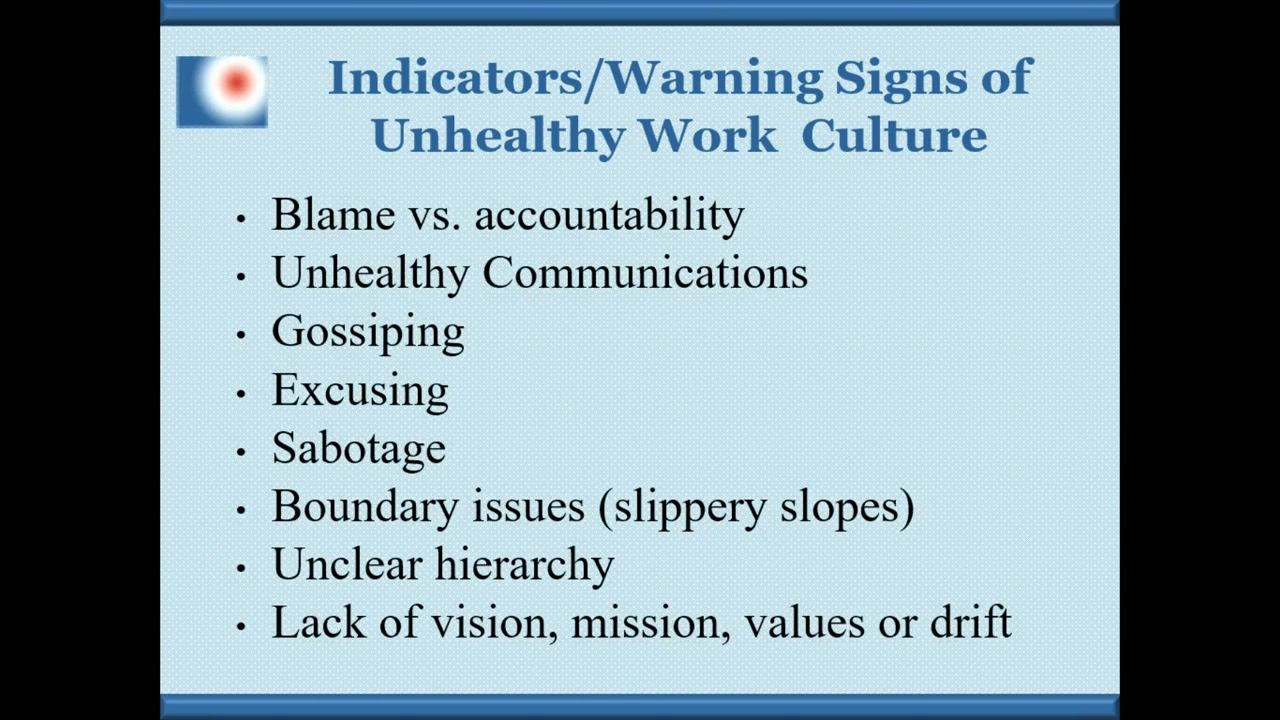 Indicators/Warning Signs of
Unhealthy Work  Culture
• Blame vs. accountability
• Unhealthy Communications
• Gossiping
• Excusing
• Sabotage
• Boundary issues (slippery slopes)
• Unclear hierarchy
• Lack of vision, mission, values or drift